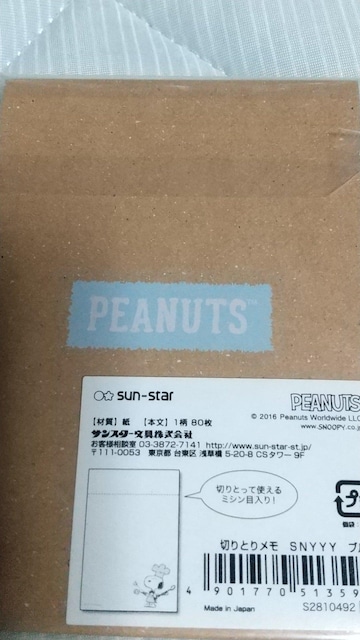 PEANUTS
sun-star
PEANUTS
© 2016 Peanuts Worldwide LLC
www.SNOOPY.co.j
【材質】紙 【本文】1柄 80枚
サンスター文具株式会社
お客様相談室 03-3872-7141 http://www.sun-star-st.jp/
〒111-0053 東京都 台東区 浅草橋 5-20-8 CSタワー 9F
切りとって使える
ミシン目入り!
プ
切りとりメモ SNYYY ブル
4 901770 51359
Made in Japan S2810492